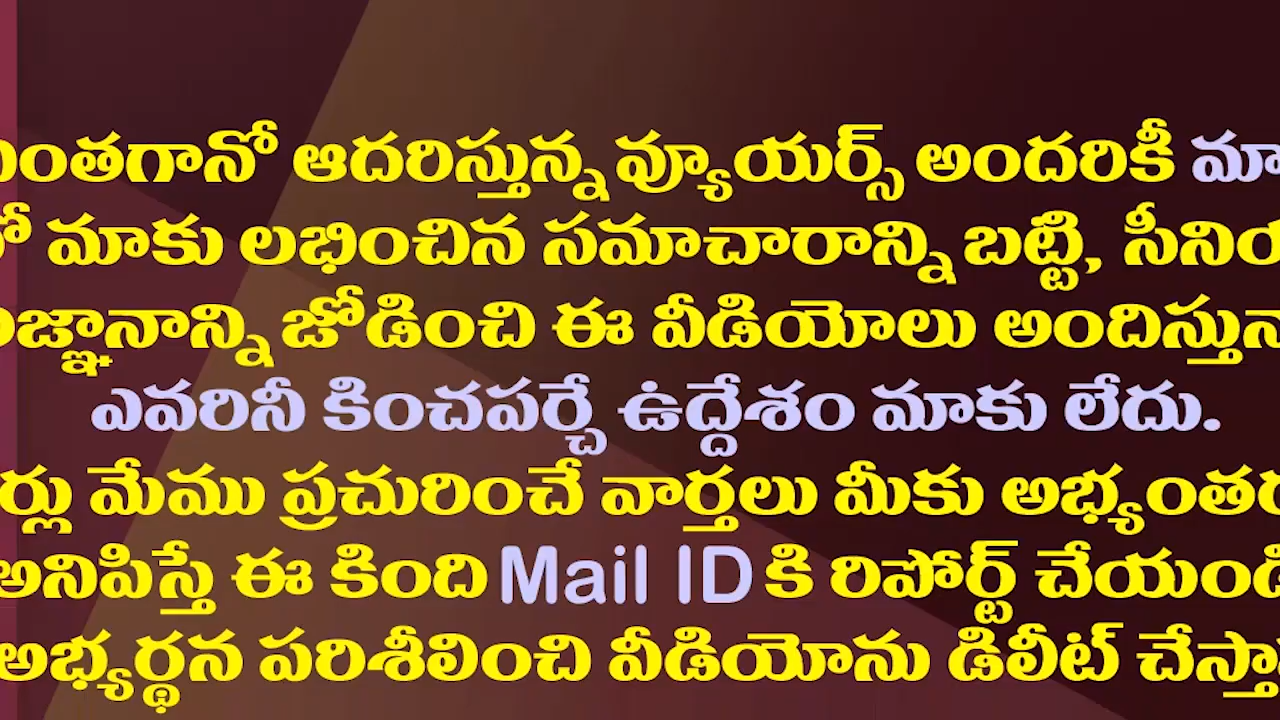 ఎంతగానో ఆదరిస్తున్న వ్యూయర్స్ అందరికీ మా
మాకు లభించిన సమాచారాన్ని బట్టి, సీనియ
జ్ఞానాన్ని జోడించి ఈ వీడియోలు అందిస్తున
ఎవరినీ కించపర్చే ఉద్దేశం మాకు లేదు.
ర్లు మేము ప్రచురించే వార్తలు మీకు అభ్యంతర
అనిపిస్తే ఈ కింది Mail ID కి రిపోర్ట్ చేయండి
అభ్యర్థన పరిశీలించి వీడియోను డిలీట్ చేస్తా